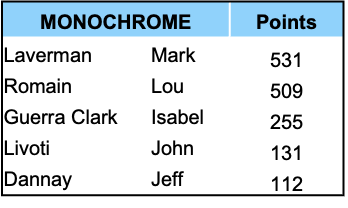 MONOCHROME Points
Laverman Mark 531
Romain Lou 509
Guerra Clark Isabel 255
Livoti John 131
Dannay Jeff 112